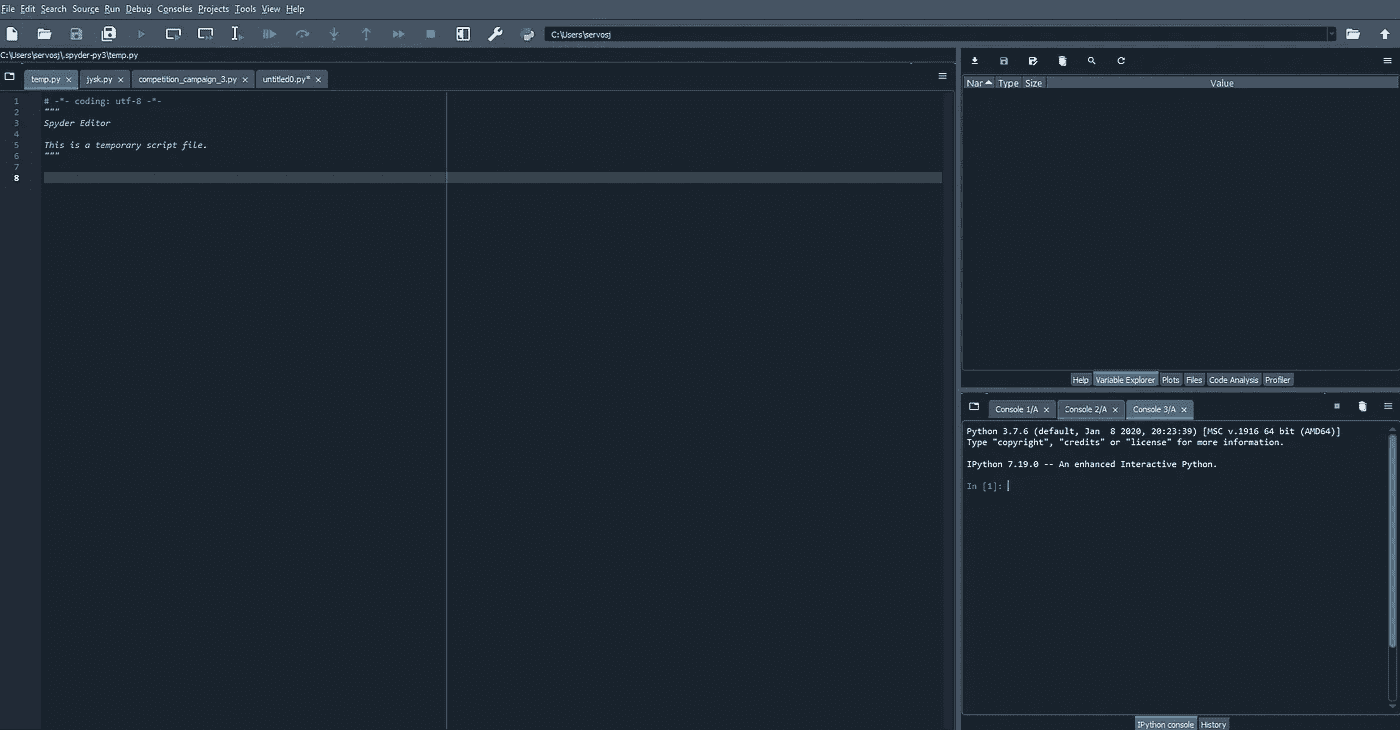 File Edit Search Source Run Debug Consoles Projects Tools View Help
C:\Users\servosj
C:\Users\servosj\.spyder-py3\temp.py
temp.py jysk.py competition_campaign_3.py untitled0.py*
1 # -*- coding: utf-8 -*-
2 """
3 Spyder Editor
4
5 This is a temporary script file.
6 """
7
8
Nar Type Size Value
Help Variable Explorer Plots Files Code Analysis Profiler
Console 1/A Console 2/A Console 3/A
Python 3.7.6 (default, Jan 8 2020, 20:23:39) [MSC v.1916 64 bit (AMD64)]
Type "copyright", "credits" or "license" for more information.
IPython 7.19.0 -- An enhanced Interactive Python.
In [1]:
IPython console History